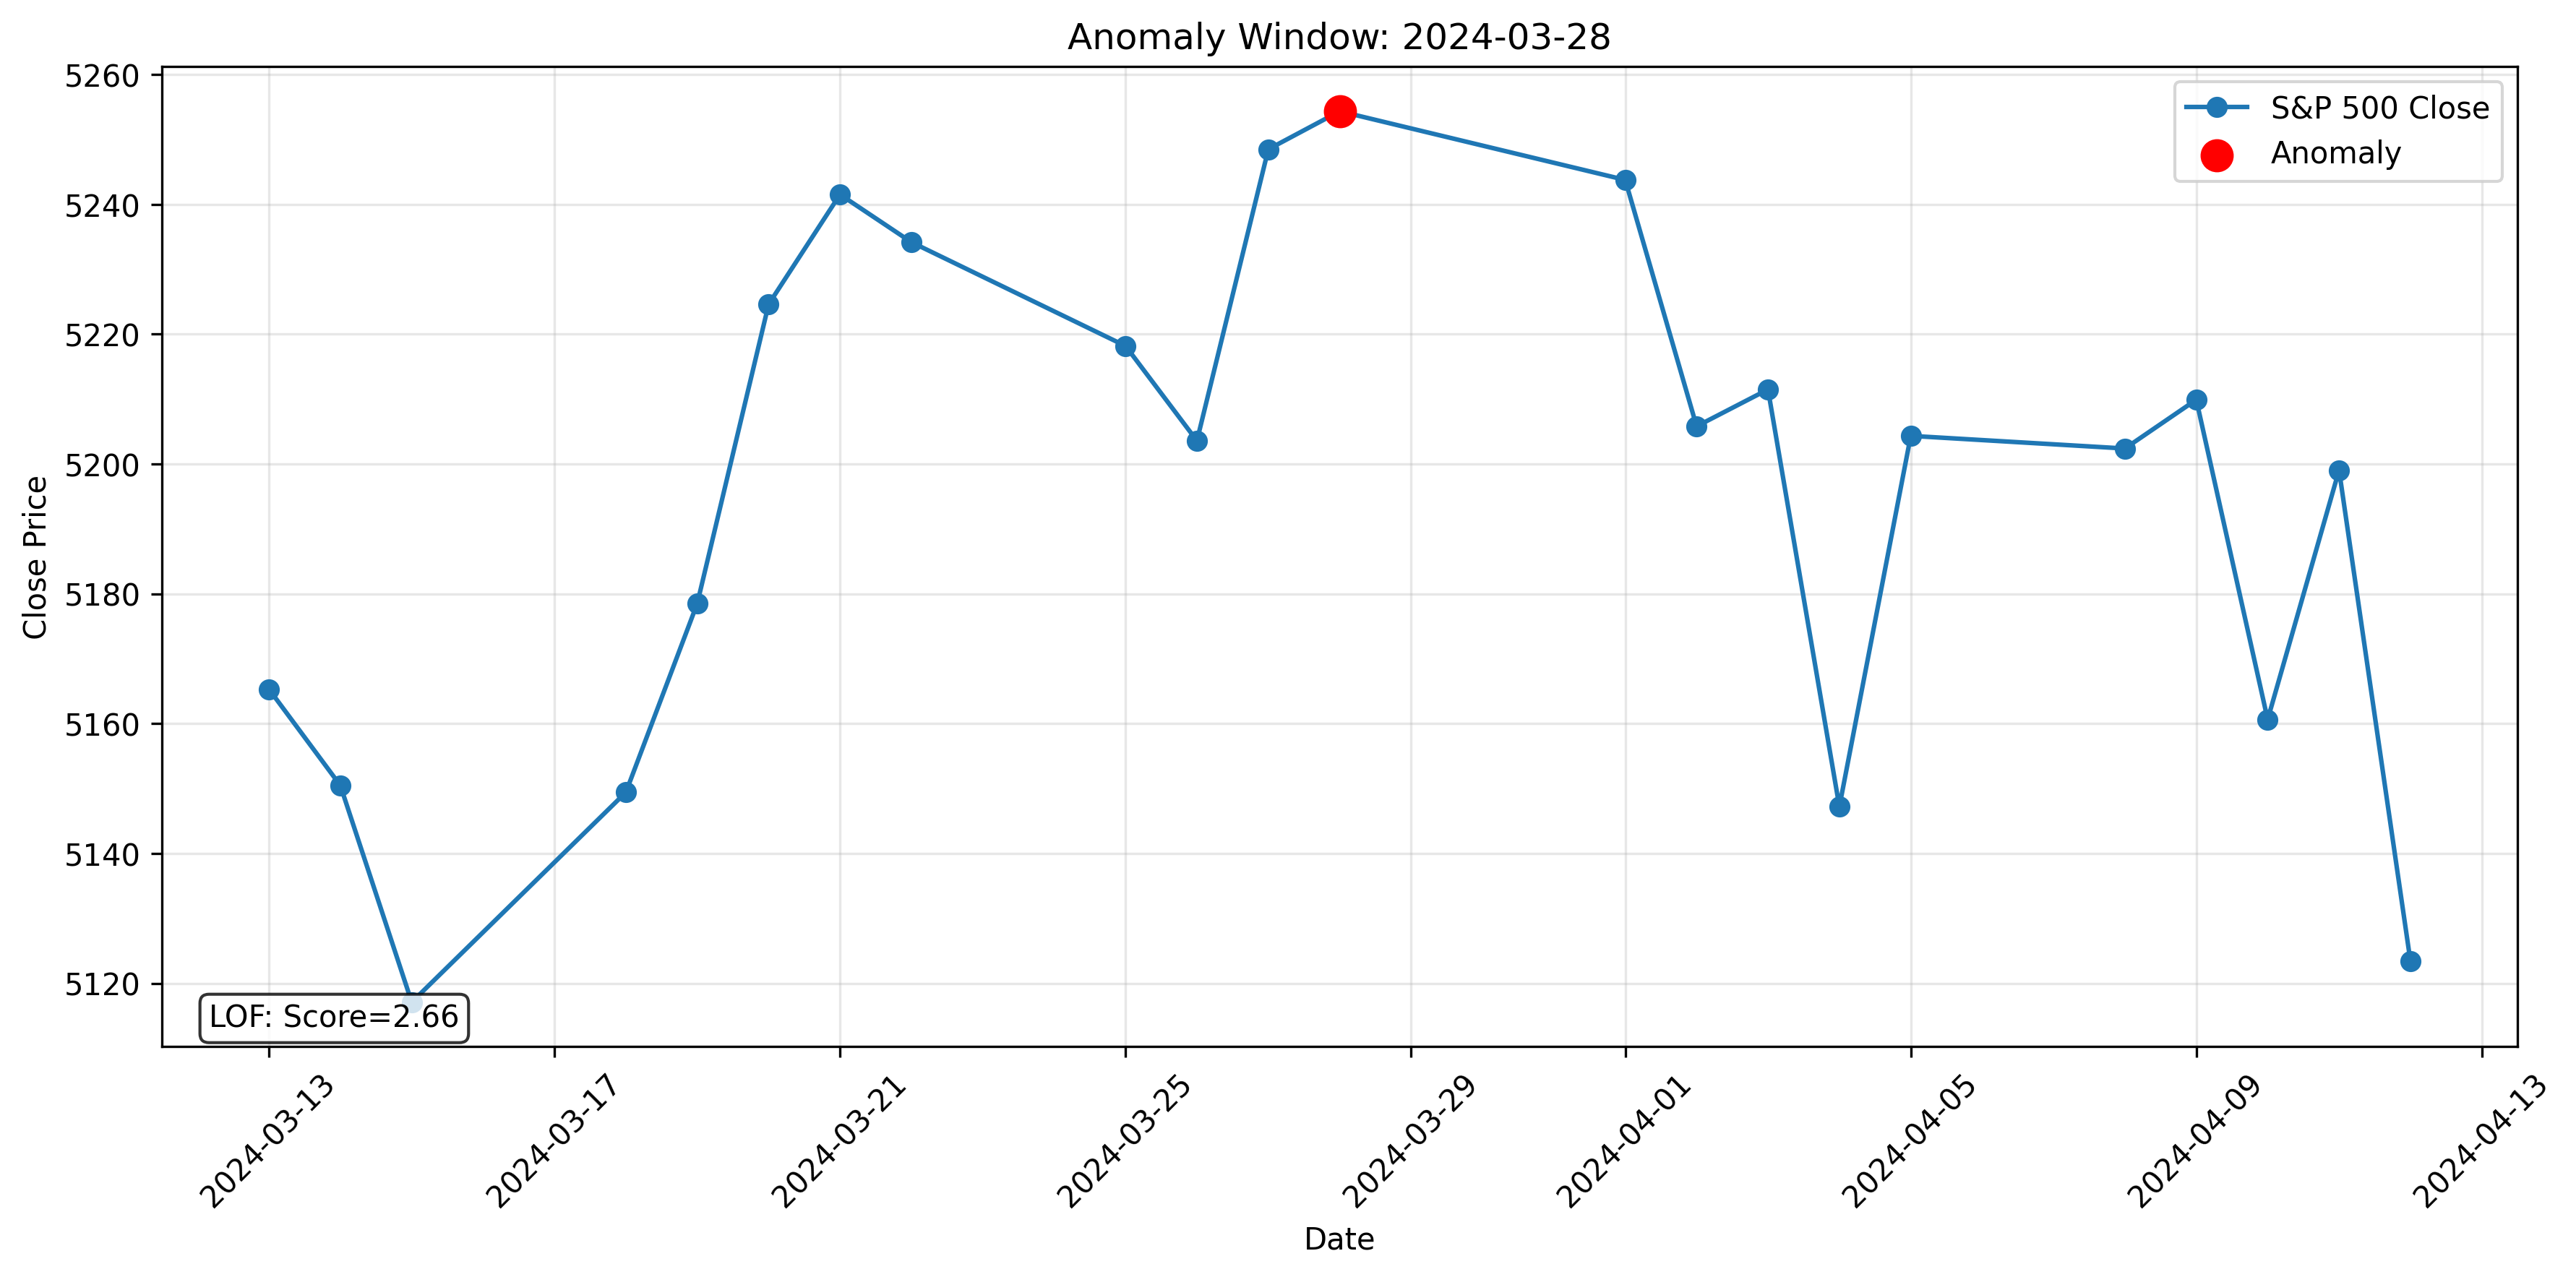 Anomaly Window: 2024-03-28
5260
5240
5220
5200
5180
5160
5140
5120
Close Price
S&P 500 Close
Anomaly
LOF: Score=2.66
2024-03-13
2024-03-17
2024-03-21
2024-03-25
2024-03-29
2024-04-01
2024-04-05
2024-04-09
2024-04-13
Date